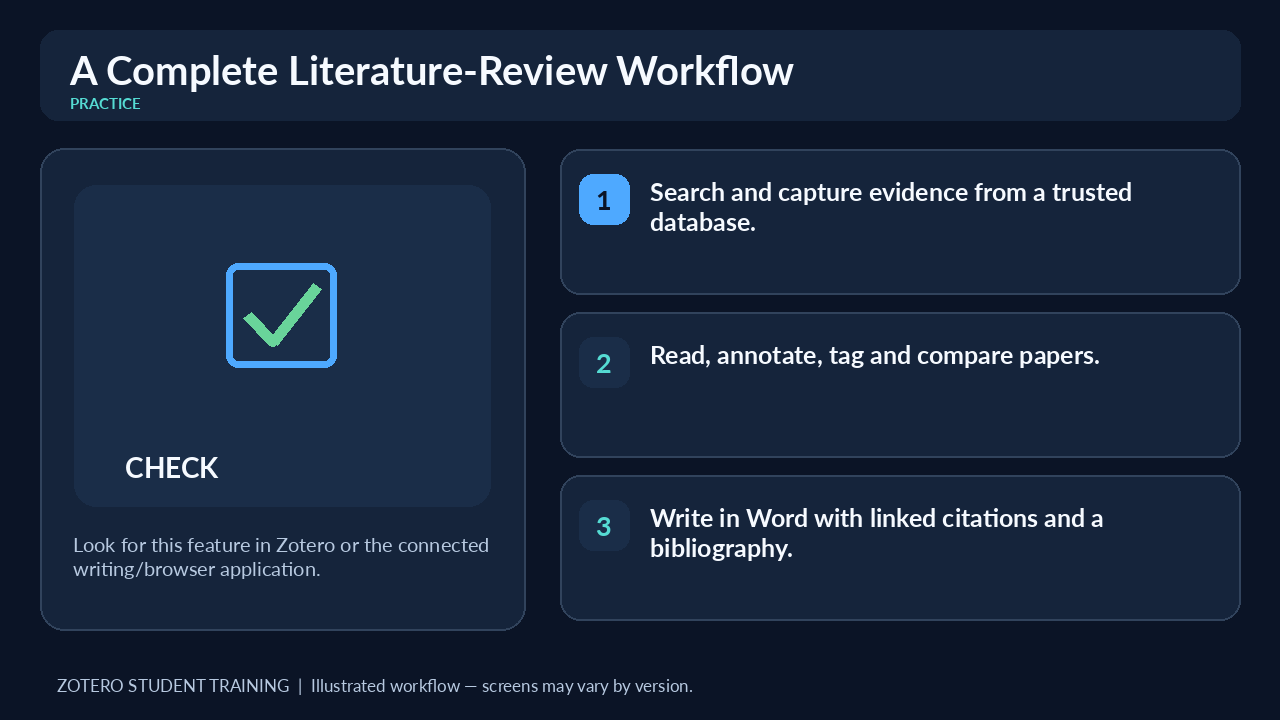 A Complete Literature-Review Workflow
PRACTICE
CHECK
Look for this feature in Zotero or the connected
writing/browser application.
1
Search and capture evidence from a trusted
database.
2
Read, annotate, tag and compare papers.
3
Write in Word with linked citations and a
bibliography.
ZOTERO STUDENT TRAINING | Illustrated workflow — screens may vary by version.